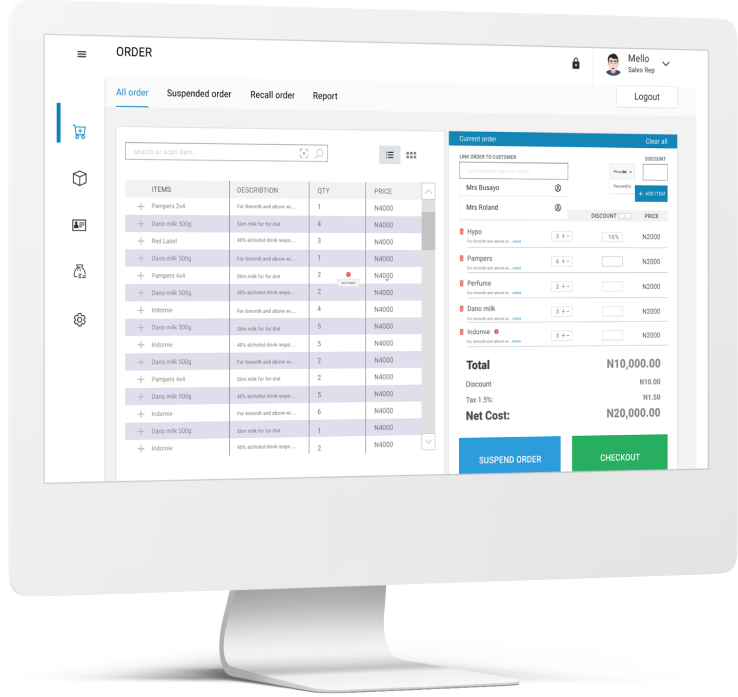 ORDER
Mello
Sales Rep
All order
Suspended order
Recall order
Report
Logout
search or scan item
ITEMS DESCRIBTION QTY PRICE
Pampers 2x4 For 6month and above wi... 1 N4000
Dano milk 500g Slim milk for for diet 4 N4000
Red Label 40% alchohol drink respo... 3 N4000
Dano milk 500g For 6month and above wi... 1 N4000
Pampers 4x4 Slim milk for for diet 2 N4000
Dano milk 500g 40% alchohol drink respo... 2 N4000
Indomie For 6month and above wi... 4 N4000
Dano milk 500g Slim milk for for diet 5 N4000
Indomie 40% alchohol drink respo... 5 N4000
Dano milk 500g For 6month and above wi... 2 N4000
Pampers 4x4 Slim milk for for diet 2 N4000
Dano milk 500g 40% alchohol drink respo... 5 N4000
Indomie For 6month and above wi... 6 N4000
Dano milk 500g Slim milk for for diet 1 N4000
Indomie 40% alchohol drink respo... 2 N4000
Current order Clear all
LINK ORDER TO CUSTOMER
DISCOUNT
Mrs Busayo
Mrs Roland
+ ADD ITEM
DISCOUNT PRICE
Hypo 3 + - 10% N2000
For 6month and above wi... more
Pampers 6 + - N2000
For 6month and above wi... more
Perfume 2 + - N2000
For 6month and above wi... more
Dano milk 3 + - N2000
For 6month and above wi... more
Indomie 3 + - N2000
For 6month and above wi... more
Total N10,000.00
Discount N10.00
Tax 1.5%: N1.50
Net Cost: N20,000.00
SUSPEND ORDER
CHECKOUT